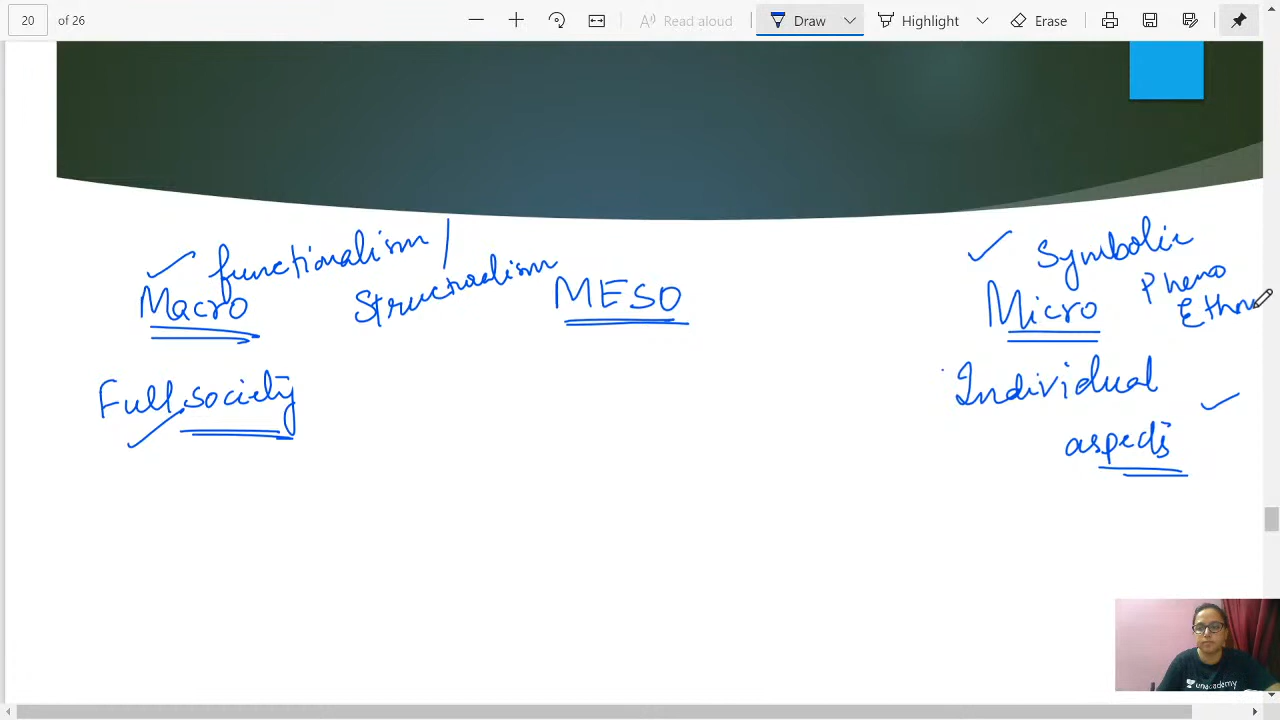 20 of 26
Read aloud
Draw
Highlight
Erase
functionalism /
Structuralism
Macro
MESO
Symbolic
Pheno
Ethno
Micro
Full society
Individual
aspects
unacademy